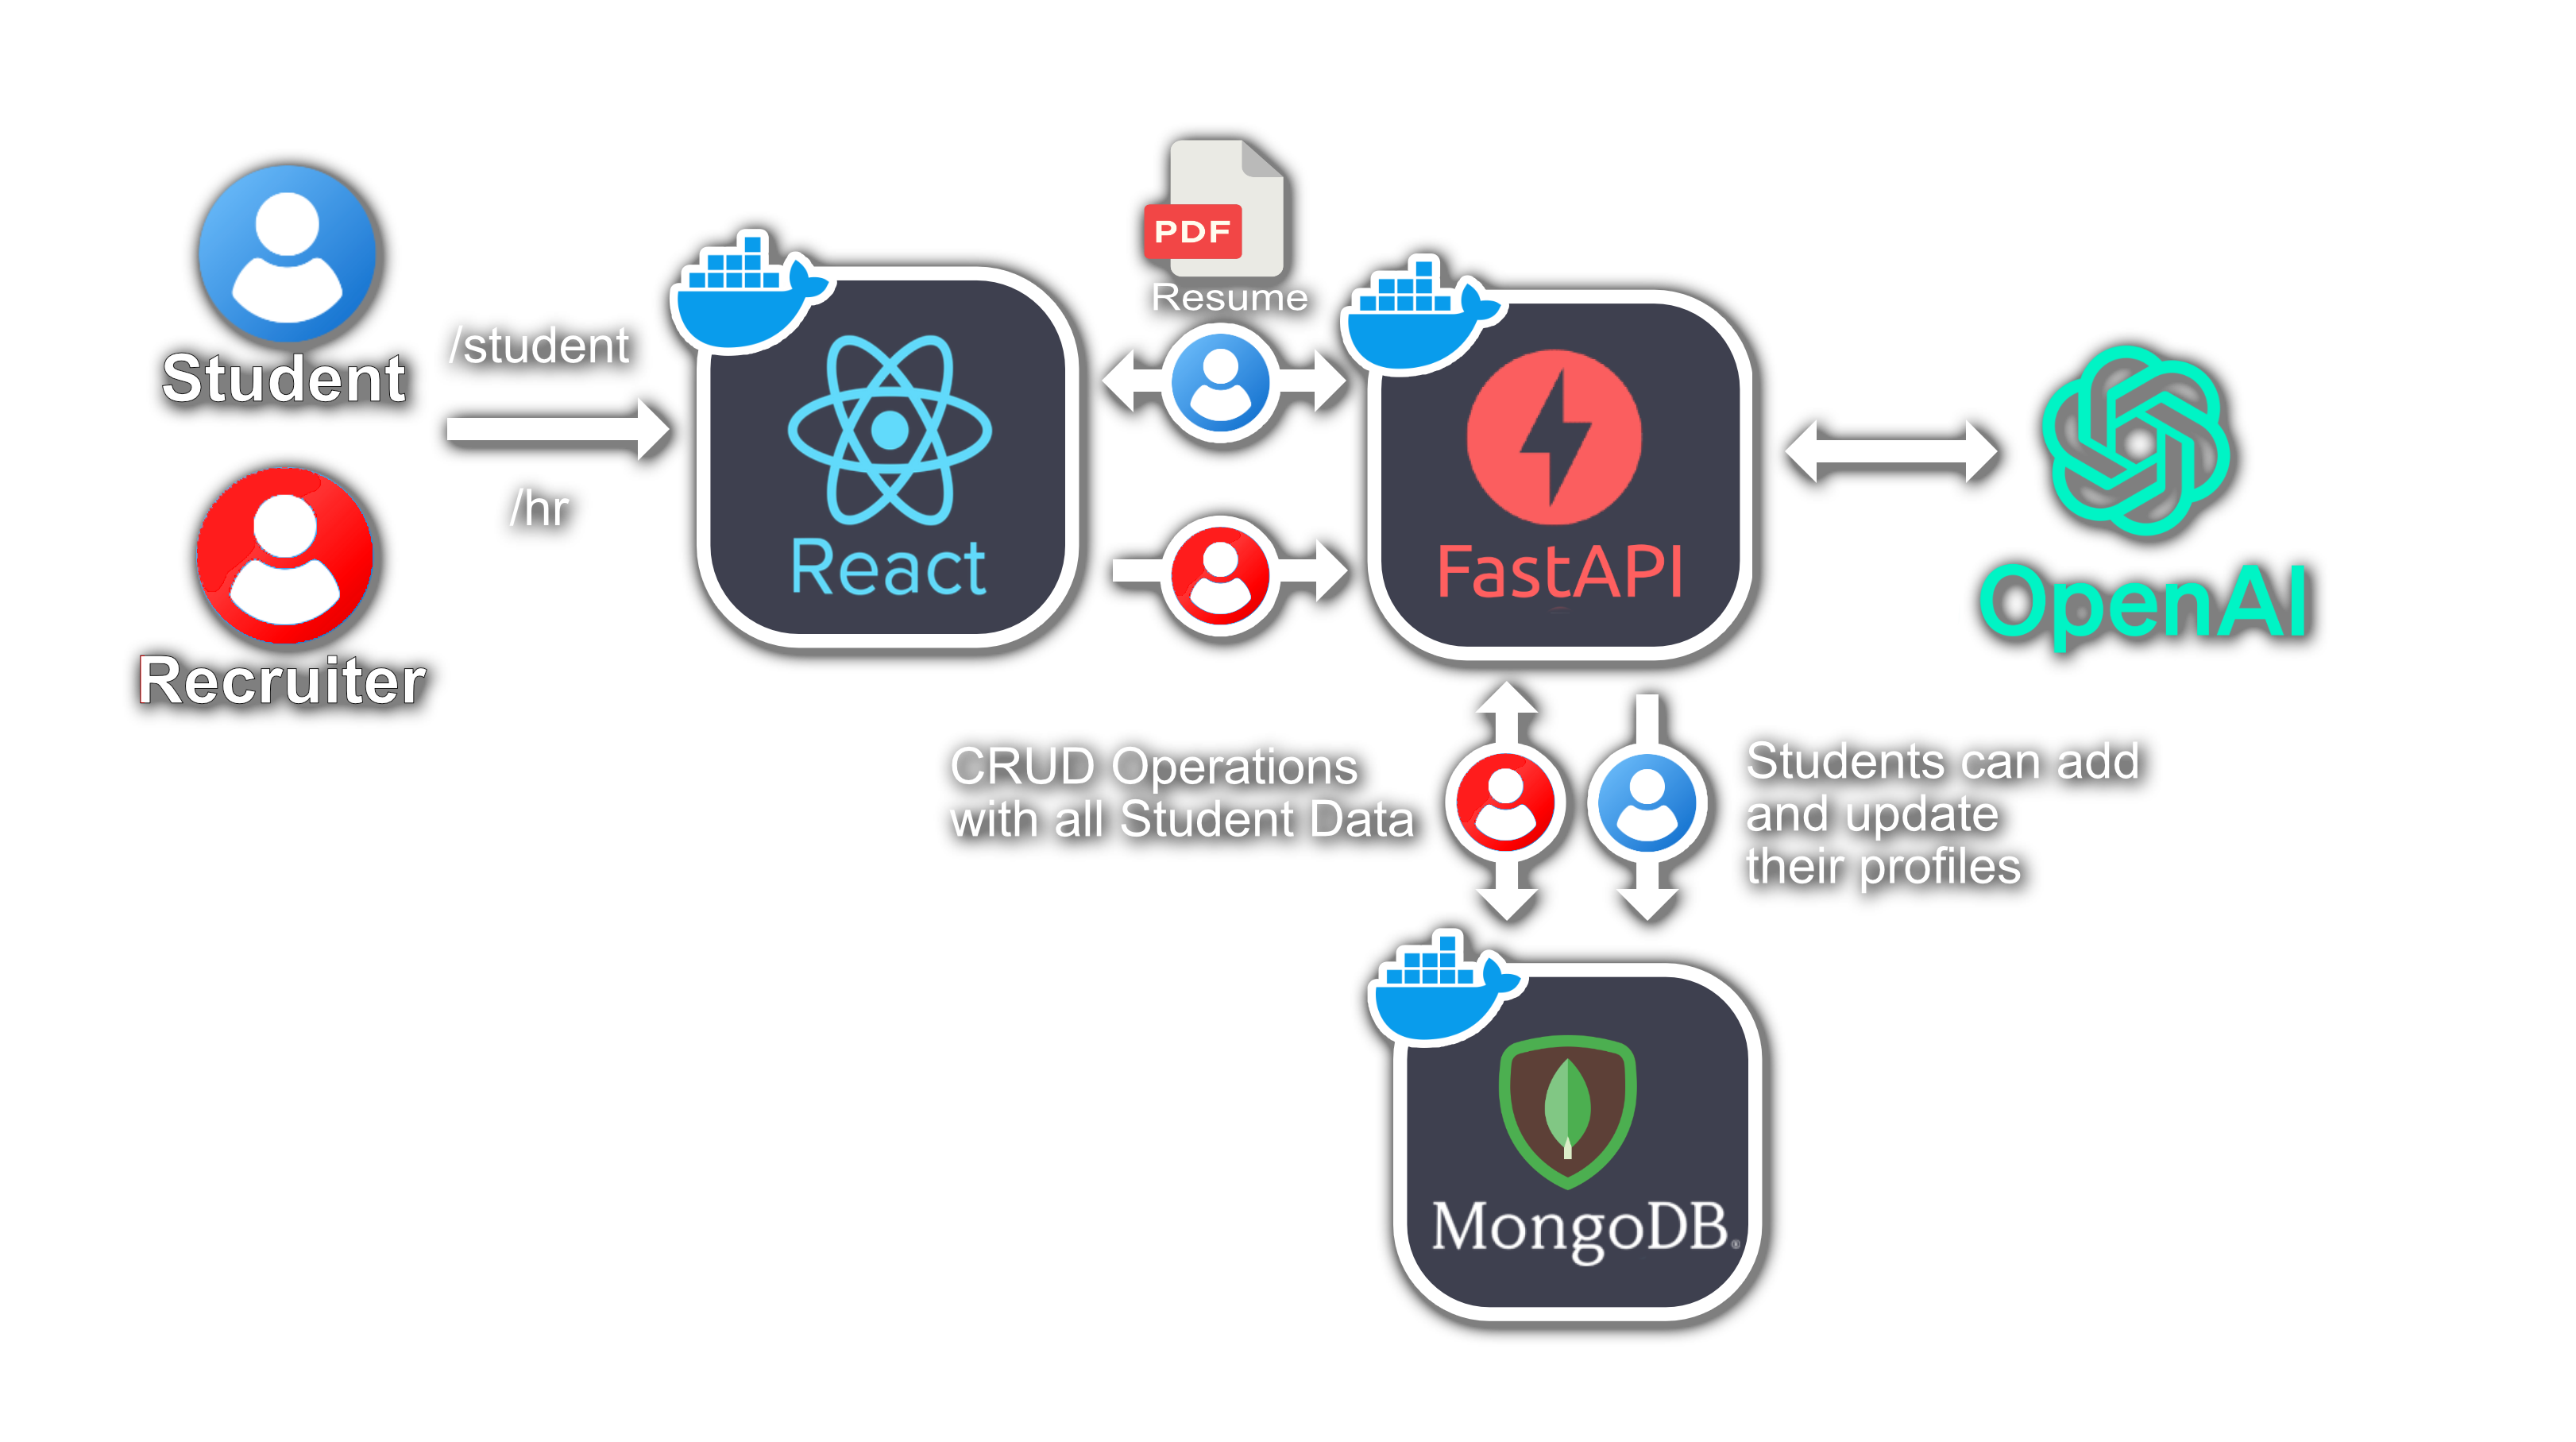 Student
Recruiter
/student
/hr
React
PDF
Resume
FastAPI
OpenAI
CRUD Operations
with all Student Data
Students can add
and update
their profiles
MongoDB®